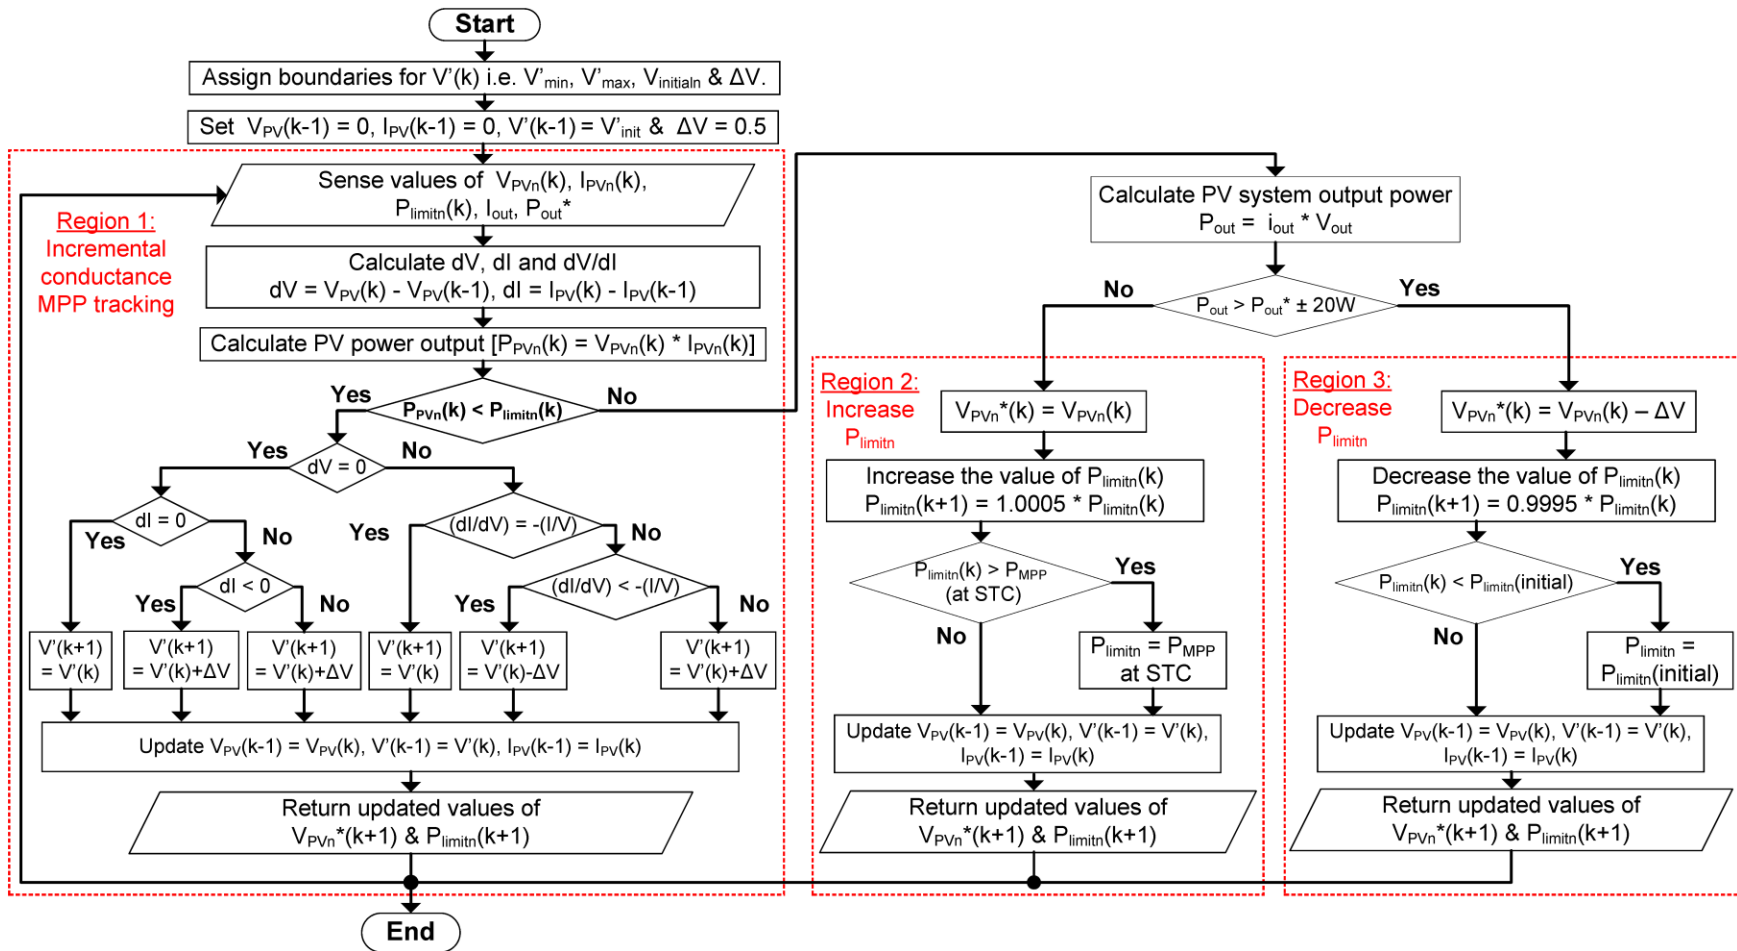 Start
Assign boundaries for V'(k) i.e. V'min, V'max, Vinitialn & ΔV.
Set VPV(k-1) = 0, IPV(k-1) = 0, V'(k-1) = V'init & ΔV = 0.5
Region 1:
Incremental
conductance
MPP tracking
Sense values of VPVn(k), IPVn(k),
Plimitn(k), Iout, Pout*
Calculate dV, dI and dV/dI
dV = VPV(k) - VPV(k-1), dI = IPV(k) - IPV(k-1)
Calculate PV power output [PPVn(k) = VPVn(k) * IPVn(k)]
Yes
PPVn(k) < Plimitn(k)
No
Yes
dV = 0
No
dI = 0
Yes
No
(dI/dV) = -(I/V)
Yes
No
dI < 0
Yes
No
(dI/dV) < -(I/V)
Yes
No
V'(k+1)
= V'(k)
V'(k+1)
= V'(k)+ΔV
V'(k+1)
= V'(k)+ΔV
V'(k+1)
= V'(k)
V'(k+1)
= V'(k)-ΔV
V'(k+1)
= V'(k)+ΔV
Update VPV(k-1) = VPV(k), V'(k-1) = V'(k), IPV(k-1) = IPV(k)
Return updated values of
VPVn*(k+1) & Plimitn(k+1)
End
Calculate PV system output power
Pout = iout * Vout
No
Pout > Pout* ± 20W
Yes
Region 2:
Increase
Plimitn
VPVn*(k) = VPVn(k)
Increase the value of Plimitn(k)
Plimitn(k+1) = 1.0005 * Plimitn(k)
Plimitn(k) > PMPP
(at STC)
Yes
No
Plimitn = PMPP
at STC
Update VPV(k-1) = VPV(k), V'(k-1) = V'(k),
IPV(k-1) = IPV(k)
Return updated values of
VPVn*(k+1) & Plimitn(k+1)
Region 3:
Decrease
Plimitn
VPVn*(k) = VPVn(k) – ΔV
Decrease the value of Plimitn(k)
Plimitn(k+1) = 0.9995 * Plimitn(k)
Plimitn(k) < Plimitn(initial)
Yes
No
Plimitn =
Plimitn(initial)
Update VPV(k-1) = VPV(k), V'(k-1) = V'(k),
IPV(k-1) = IPV(k)
Return updated values of
VPVn*(k+1) & Plimitn(k+1)